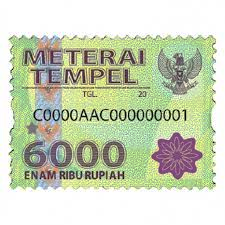 METERAI
TEMPEL
TGL. 20
C0000AAC000000001
6000
ENAM RIBU RUPIAH